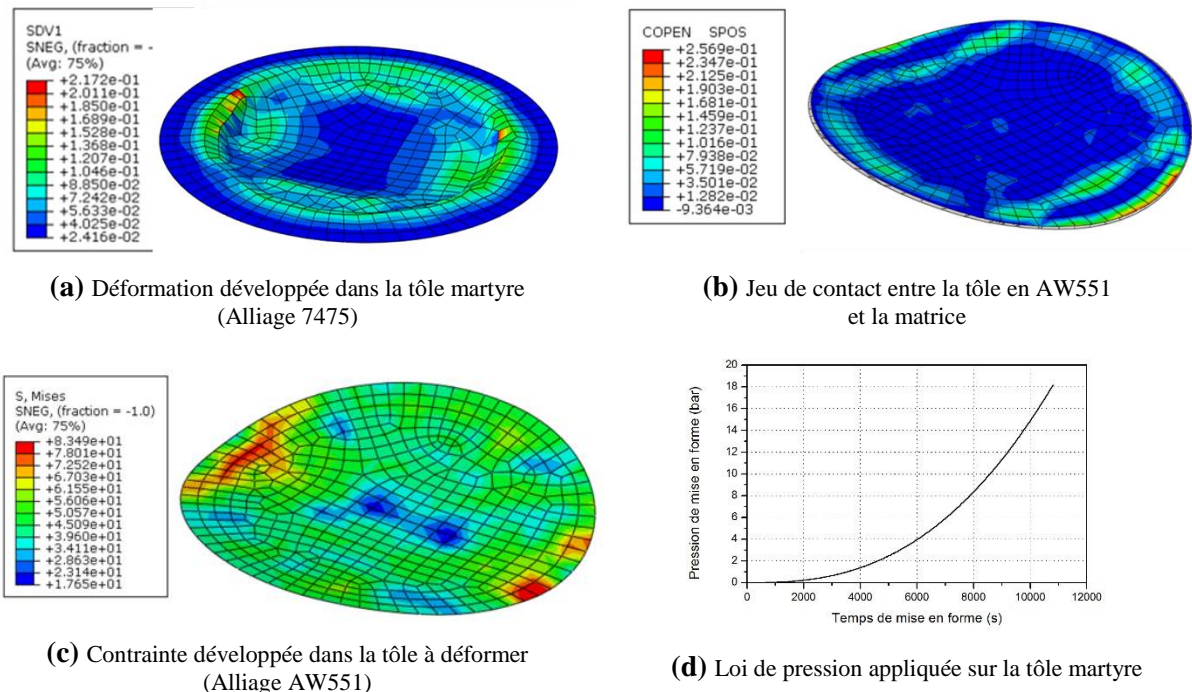 SDV1
SNEG, (fraction = -
(Avg: 75%)
+2.172e-01
+2.011e-01
+1.850e-01
+1.689e-01
+1.528e-01
+1.368e-01
+1.207e-01
+1.046e-01
+8.850e-02
+7.242e-02
+5.633e-02
+4.025e-02
+2.416e-02
(a) Déformation développée dans la tôle martyre
(Alliage 7475)
COPEN SPOS
+2.569e-01
+2.347e-01
+2.125e-01
+1.903e-01
+1.681e-01
+1.459e-01
+1.237e-01
+1.016e-01
+7.938e-02
+5.719e-02
+3.501e-02
+1.282e-02
-9.364e-03
(b) Jeu de contact entre la tôle en AW551
et la matrice
S, Mises
SNEG, (fraction = -1.0)
(Avg: 75%)
+8.349e+01
+7.801e+01
+7.252e+01
+6.703e+01
+6.155e+01
+5.606e+01
+5.057e+01
+4.509e+01
+3.960e+01
+3.411e+01
+2.863e+01
+2.314e+01
+1.765e+01
(c) Contrainte développée dans la tôle à déformer
(Alliage AW551)
Pression de mise en forme (bar)
20
18
16
14
12
10
8
6
4
2
0
0 2000 4000 6000 8000 10000 12000
Temps de mise en forme (s)
(d) Loi de pression appliquée sur la tôle martyre